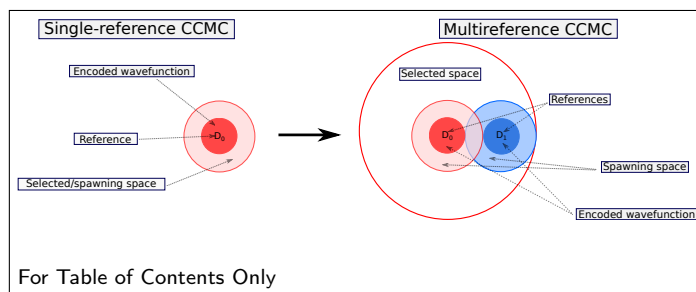 Single-reference CCMC
Multireference CCMC
Encoded wavefunction
Reference
D0
Selected/spawning space
Selected space
References
D0
D1
Spawning space
Encoded wavefunction
For Table of Contents Only